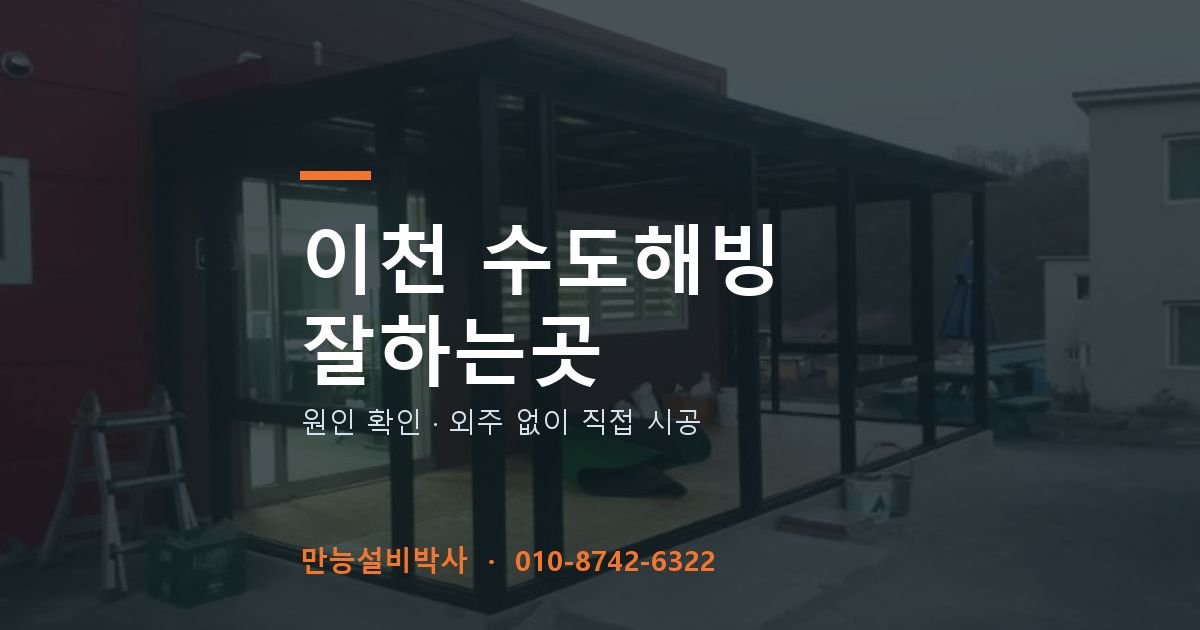 이천 수도해빙
잘하는곳
원인 확인 · 외주 없이 직접 시공
만능설비박사 · 010-8742-6322